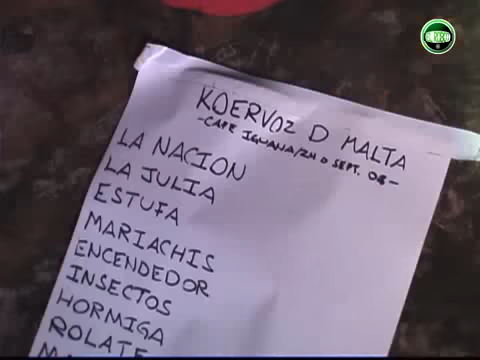 KOERVOZ D MALTA
-CAFE IGUANA/24 D SEPT. 08-
LA NACION
LA JULIA
ESTUFA
MARIACHIS
ENCENDEDOR
INSECTOS
HORMIGA
ROLATE